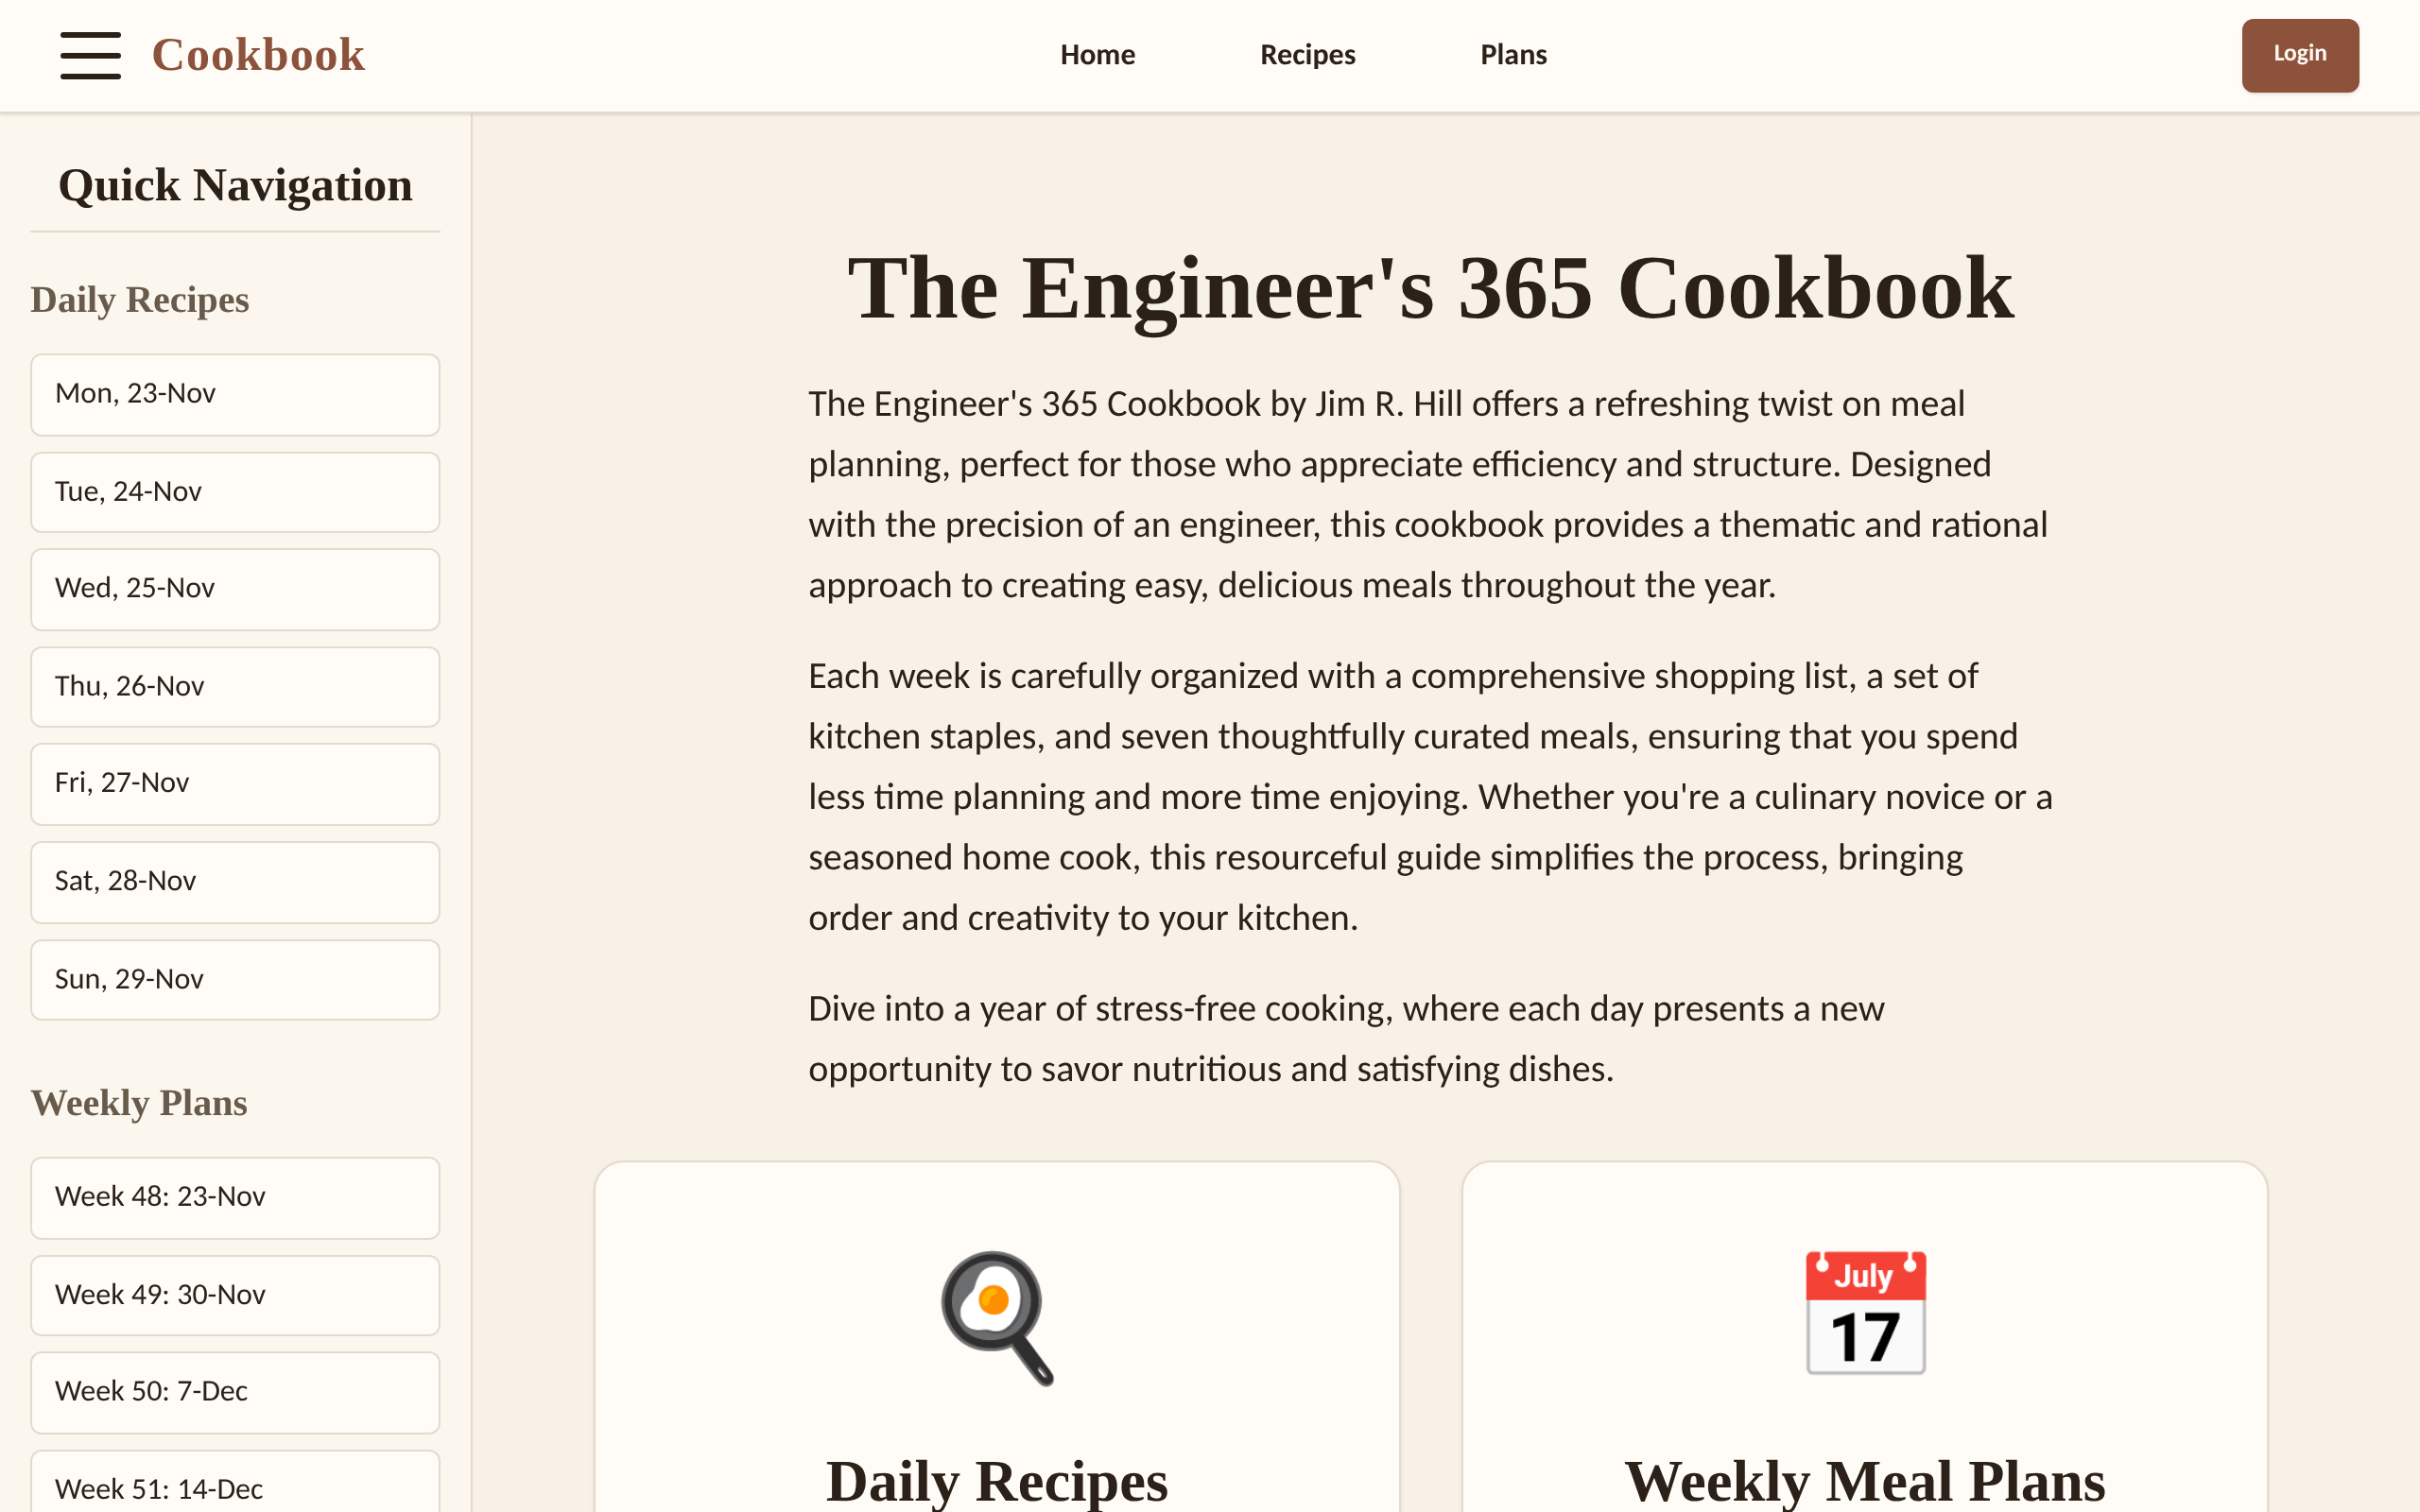 Cookbook
Home
Recipes
Plans
Login
Quick Navigation
Daily Recipes
Mon, 23-Nov
Tue, 24-Nov
Wed, 25-Nov
Thu, 26-Nov
Fri, 27-Nov
Sat, 28-Nov
Sun, 29-Nov
Weekly Plans
Week 48: 23-Nov
Week 49: 30-Nov
Week 50: 7-Dec
Week 51: 14-Dec
The Engineer's 365 Cookbook
The Engineer's 365 Cookbook by Jim R. Hill offers a refreshing twist on meal
planning, perfect for those who appreciate efficiency and structure. Designed
with the precision of an engineer, this cookbook provides a thematic and rational
approach to creating easy, delicious meals throughout the year.
Each week is carefully organized with a comprehensive shopping list, a set of
kitchen staples, and seven thoughtfully curated meals, ensuring that you spend
less time planning and more time enjoying. Whether you're a culinary novice or a
seasoned home cook, this resourceful guide simplifies the process, bringing
order and creativity to your kitchen.
Dive into a year of stress-free cooking, where each day presents a new
opportunity to savor nutritious and satisfying dishes.
Daily Recipes
July
17
Weekly Meal Plans